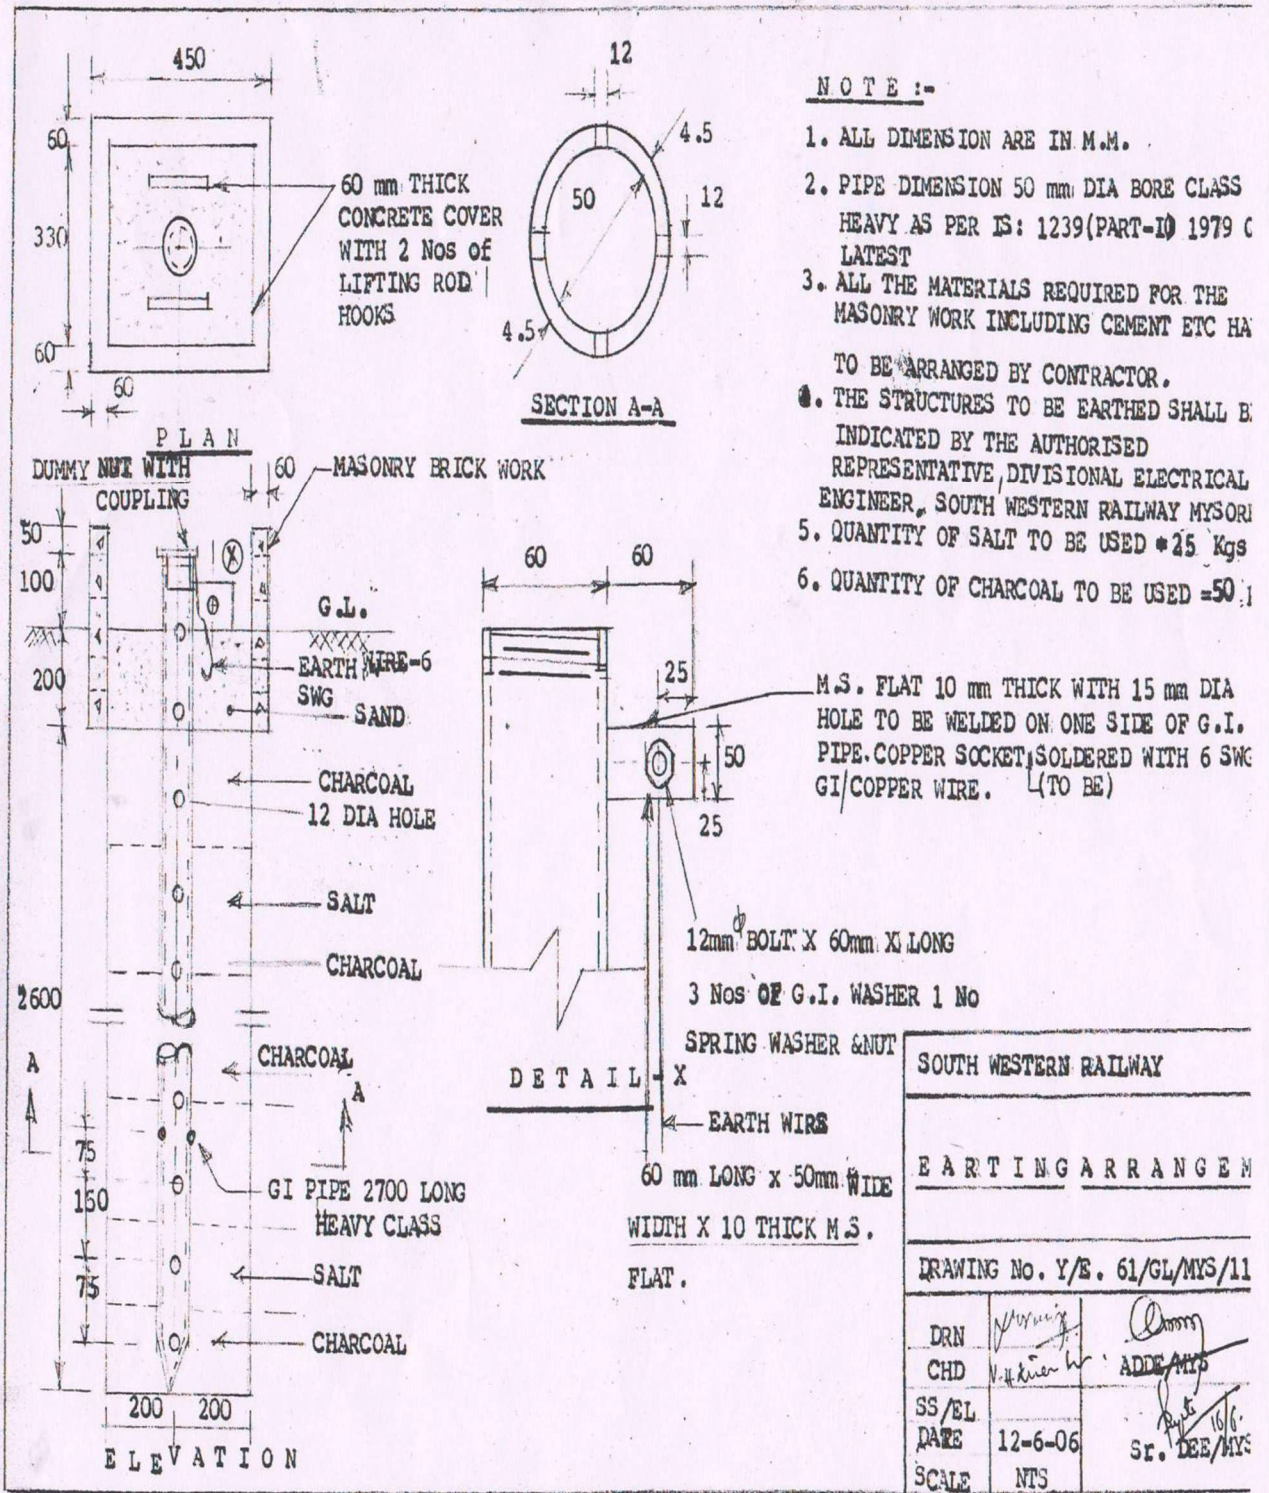 450
60
330
60
60
60 mm THICK
CONCRETE COVER
WITH 2 Nos of
LIFTING ROD
HOOKS
PLAN
12
4.5
50
12
4.5
SECTION A-A
NOTE :-
1. ALL DIMENSION ARE IN M.M.
2. PIPE DIMENSION 50 mm DIA BORE CLASS
HEAVY AS PER IS: 1239(PART-I) 1979
LATEST
3. ALL THE MATERIALS REQUIRED FOR THE
MASONRY WORK INCLUDING CEMENT ETC HA
TO BE ARRANGED BY CONTRACTOR.
THE STRUCTURES TO BE EARTHED SHALL B
INDICATED BY THE AUTHORISED
REPRESENTATIVE, DIVISIONAL ELECTRICAL
ENGINEER, SOUTH WESTERN RAILWAY MYSOR
5. QUANTITY OF SALT TO BE USED =25 Kgs
6. QUANTITY OF CHARCOAL TO BE USED =50
DUMMY NUT WITH
COUPLING
60
MASONRY BRICK WORK
50
100
200
2600
X
G.L.
EARTH WIRE-6
SWG
SAND
CHARCOAL
12 DIA HOLE
SALT
CHARCOAL
CHARCOAL
A
A
75
150
75
GI PIPE 2700 LONG
HEAVY CLASS
SALT
CHARCOAL
200
200
ELEVATION
60
60
25
50
25
M.S. FLAT 10 mm THICK WITH 15 mm DIA
HOLE TO BE WELDED ON ONE SIDE OF G.I.
PIPE.COPPER SOCKET SOLDERED WITH 6 SWG
GI/COPPER WIRE. (TO BE)
12mmφ BOLT X 60mm X LONG
3 Nos OF G.I. WASHER 1 No
SPRING WASHER &NUT
DETAIL-X
EARTH WIRE
60 mm LONG x 50mm WIDE
WIDTH X 10 THICK M.S.
FLAT.
SOUTH WESTERN RAILWAY
EARTING ARRANGEM
DRAWING No. Y/E. 61/GL/MYS/11
DRN
CHD
ADDE/MYS
SS/EL
DATE
12-6-06
16/6.
Sr. DEE/MYS
SCALE
NTS